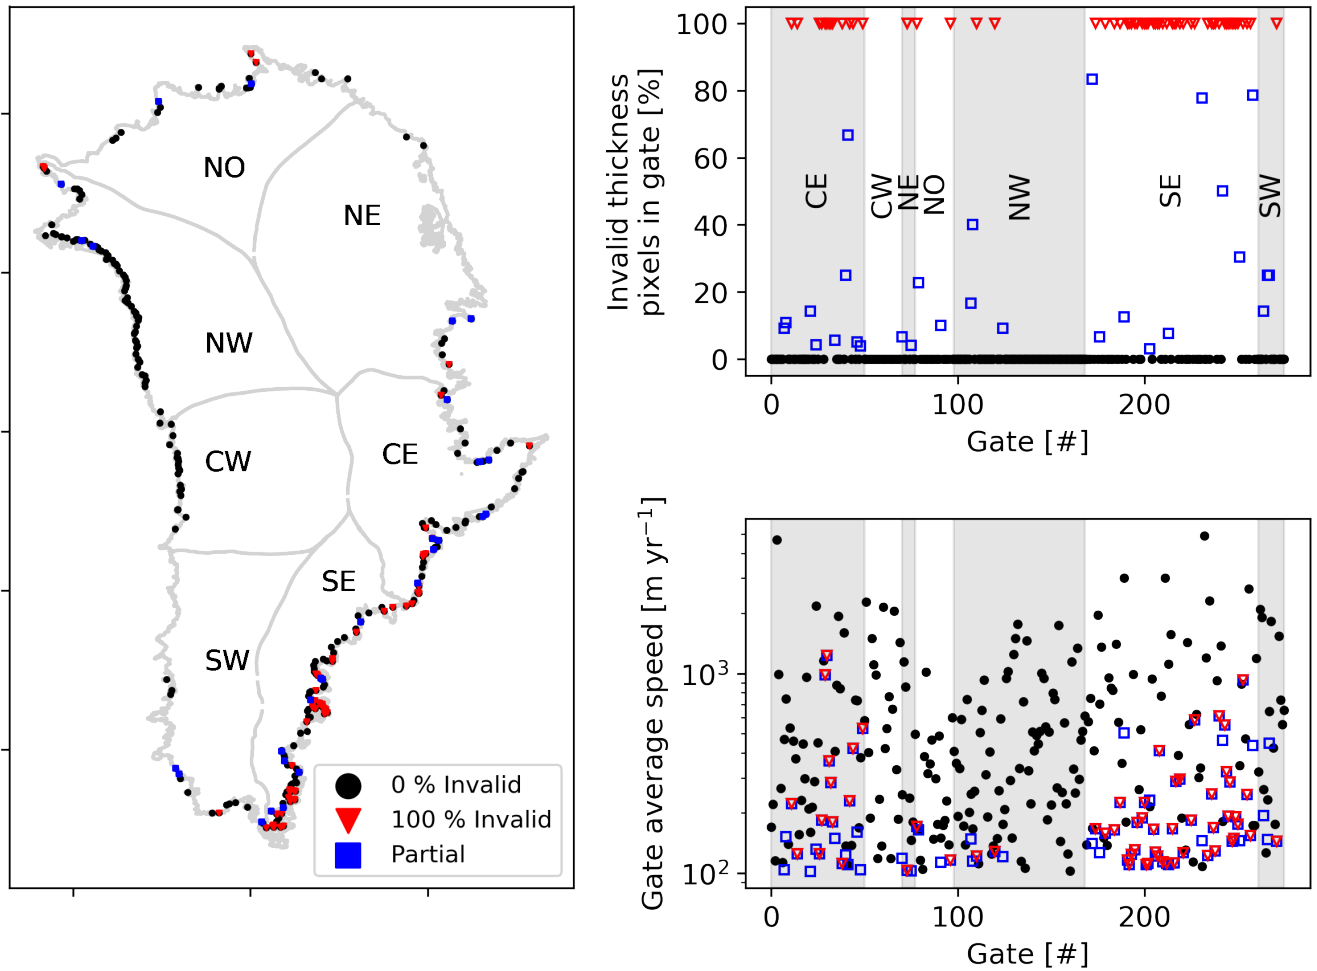 NO
NE
NW
CW
CE
SE
SW
0 % Invalid
100 % Invalid
Partial
Invalid thickness
pixels in gate [%]
100
80
60
40
20
0
CE
CW
NE
NO
NW
SE
SW
0
100
200
Gate [#]
Gate average speed [m yr⁻¹]
10³
10²
0
100
200
Gate [#]